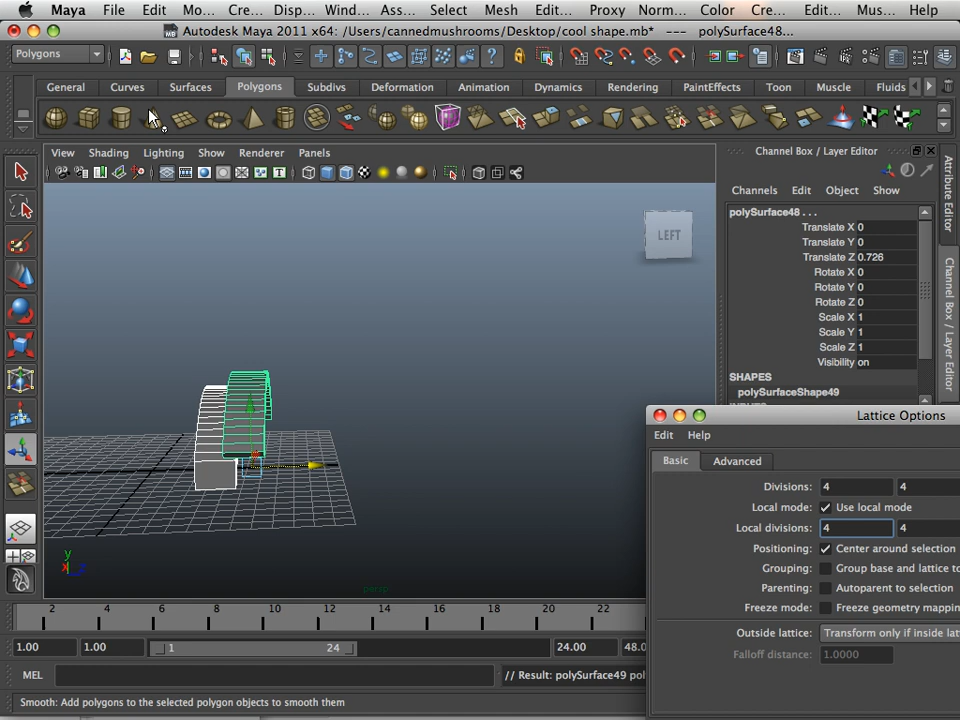 Maya File Edit Mo... Cre... Disp... Wind... Ass... Select Mesh Edit... Proxy Norm... Color Cre... Edit... Mus... Help
Autodesk Maya 2011 x64: /Users/cannedmushrooms/Desktop/cool shape.mb* --- polySurface48...
Polygons
General Curves Surfaces Polygons Subdivs Deformation Animation Dynamics Rendering PaintEffects Toon Muscle Fluids
View Shading Lighting Show Renderer Panels
Channel Box / Layer Editor
Channels Edit Object Show
polySurface48 . . .
Translate X 0
Translate Y 0
Translate Z 0.726
Rotate X 0
Rotate Y 0
Rotate Z 0
Scale X 1
Scale Y 1
Scale Z 1
Visibility on
SHAPES
polySurfaceShape49
Attribute Editor
Channel Box / Layer Editor
LEFT
y
x
z
persp
Lattice Options
Edit Help
Basic Advanced
Divisions: 4 4
Local mode: Use local mode
Local divisions: 4 4
Positioning: Center around selection
Grouping: Group base and lattice to
Parenting: Autoparent to selection
Freeze mode: Freeze geometry mappin
Outside lattice: Transform only if inside lat
Falloff distance: 1.0000
2 4 6 8 10 12 14 16 18 20 22
1.00 1.00 1 24 24.00 48.0
MEL // Result: polySurface49 pol
Smooth: Add polygons to the selected polygon objects to smooth them